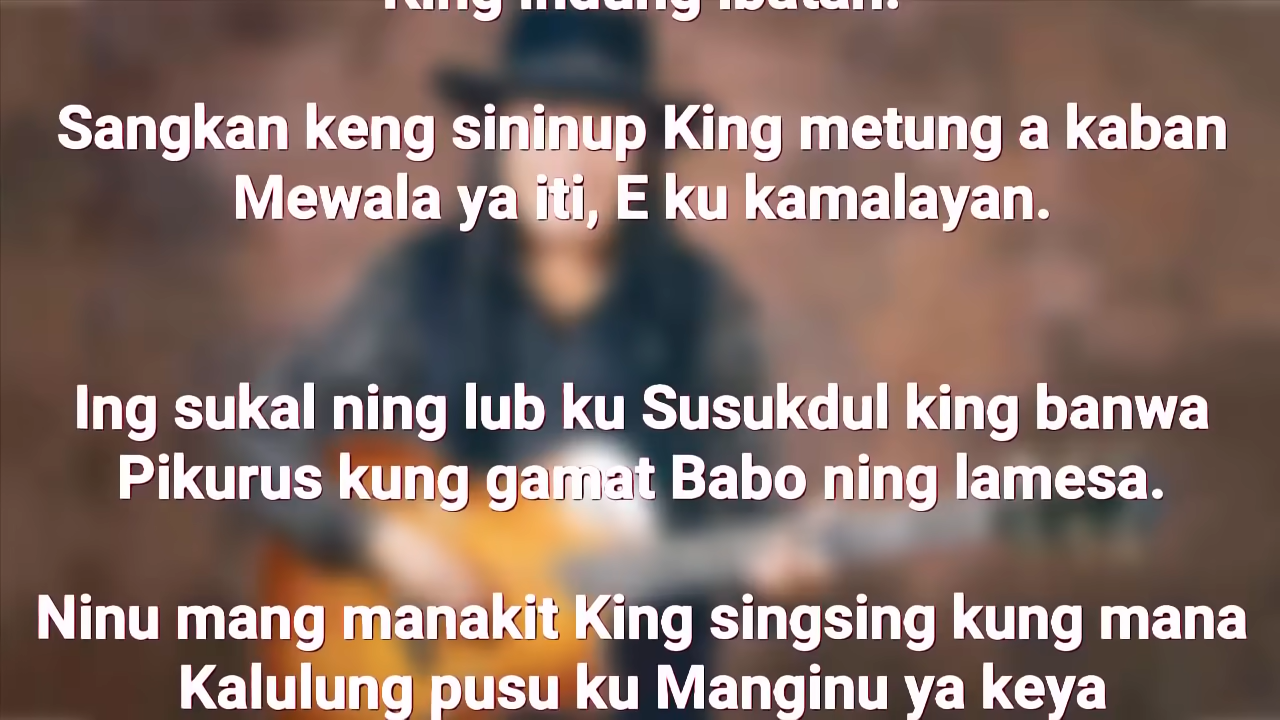 King indung ibatan.
Sangkan keng sininup King metung a kaban
Mewala ya iti, E ku kamalayan.
Ing sukal ning lub ku Susukdul king banwa
Pikurus kung gamat Babo ning lamesa.
Ninu mang manakit King singsing kung mana
Kalulung pusu ku Manginu ya keya